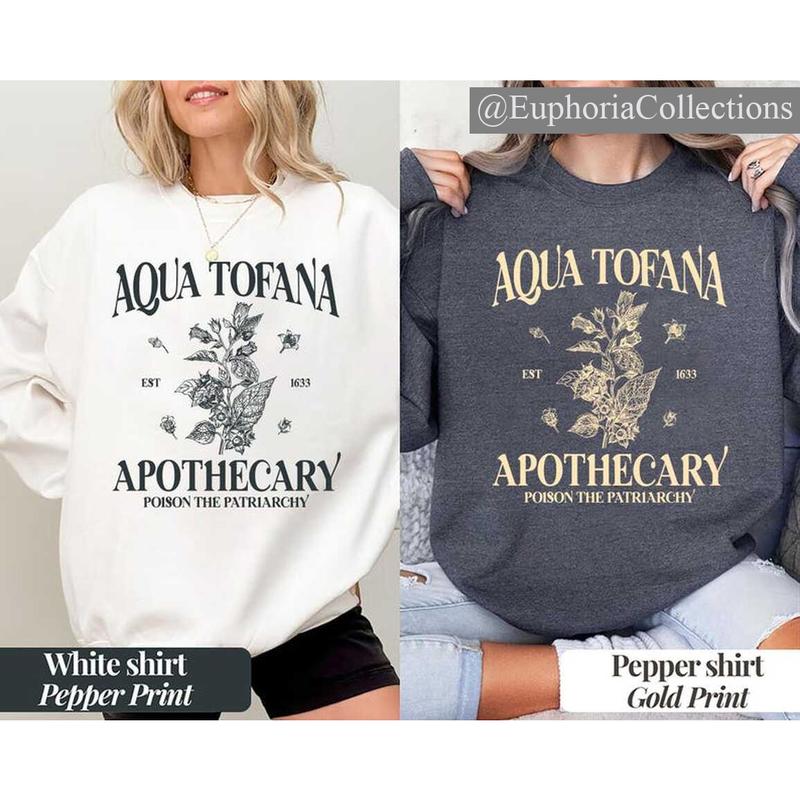 @EuphoriaCollections
AQUA TOFANA
EST 1633
APOTHECARY
POISON THE PATRIARCHY
White shirt
Pepper Print
AQUA TOFANA
EST 1633
APOTHECARY
POISON THE PATRIARCHY
Pepper shirt
Gold Print